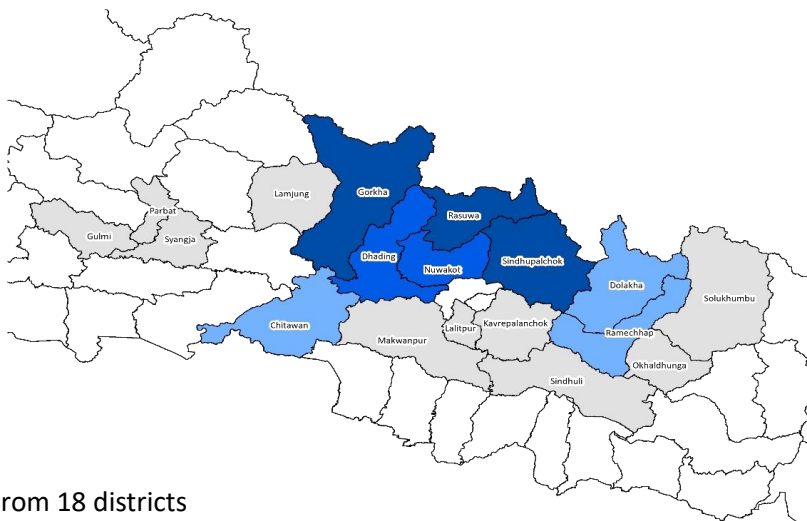 Gorkha
Lamjung
Rasuwa
Parbat
Gulmi
Syangja
Dhading
Nuwakot
Sindhupalchok
Dolakha
Solukhumbu
Chitawan
Makwanpur
Lalitpur
Kavrepalanchok
Ramechhap
Okhaldhunga
Sindhuli
rom 18 districts